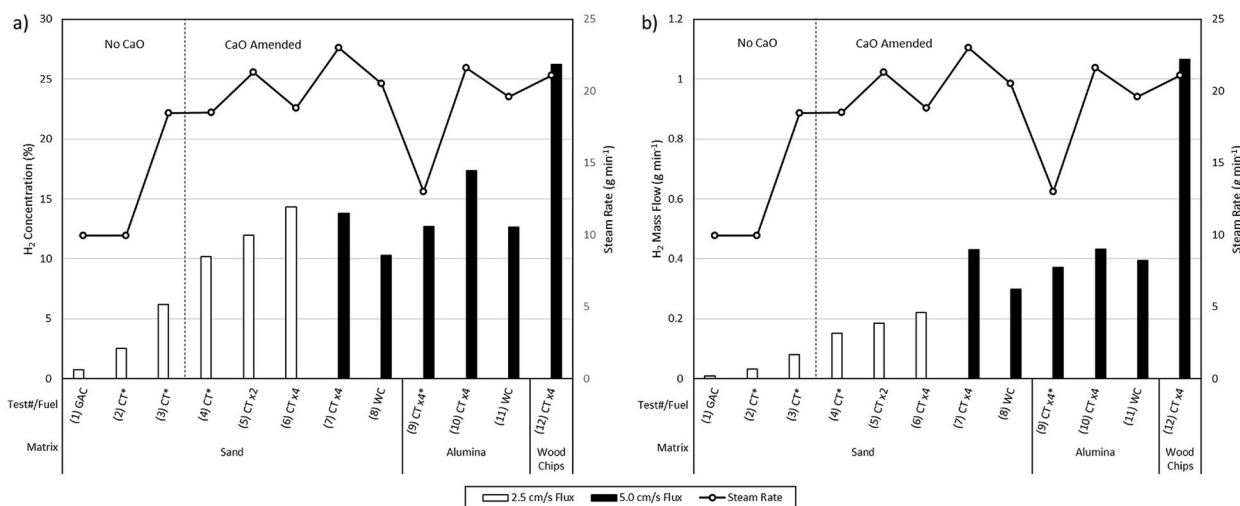 a)
No CaO
CaO Amended
H₂ Concentration (%)
30
25
20
15
10
5
0
Steam Rate (g min⁻¹)
25
20
15
10
5
0
Test#/Fuel
(1) GAC
(2) CT*
(3) CT*
(4) CT*
(5) CT x2
(6) CT x4
(7) CT x4
(8) WC
(9) CT x4*
(10) CT x4
(11) WC
(12) CT x4
Matrix
Sand
Alumina
Wood
Chips
b)
No CaO
CaO Amended
H₂ Mass Flow (g min⁻¹)
1.2
1
0.8
0.6
0.4
0.2
0
Steam Rate (g min⁻¹)
25
20
15
10
5
0
Test#/Fuel
(1) GAC
(2) CT*
(3) CT*
(4) CT*
(5) CT x2
(6) CT x4
(7) CT x4
(8) WC
(9) CT x4*
(10) CT x4
(11) WC
(12) CT x4
Matrix
Sand
Alumina
Wood
Chips
2.5 cm/s Flux
5.0 cm/s Flux
Steam Rate